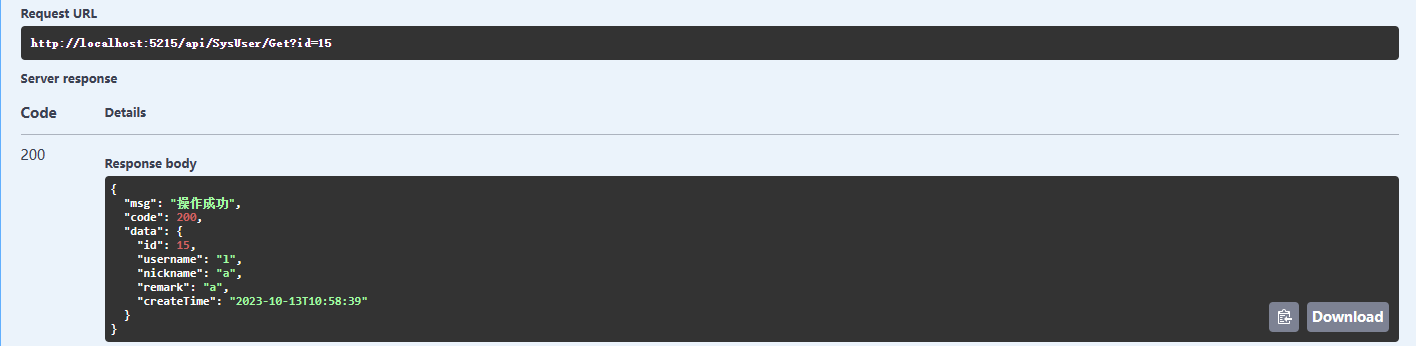 Request URL
http://localhost:5215/api/SysUser/Get?id=15
Server response
Code Details
200
Response body
{
  "msg": "操作成功",
  "code": 200,
  "data": {
    "id": 15,
    "username": "l",
    "nickname": "a",
    "remark": "a",
    "createTime": "2023-10-13T10:58:39"
  }
}
Download